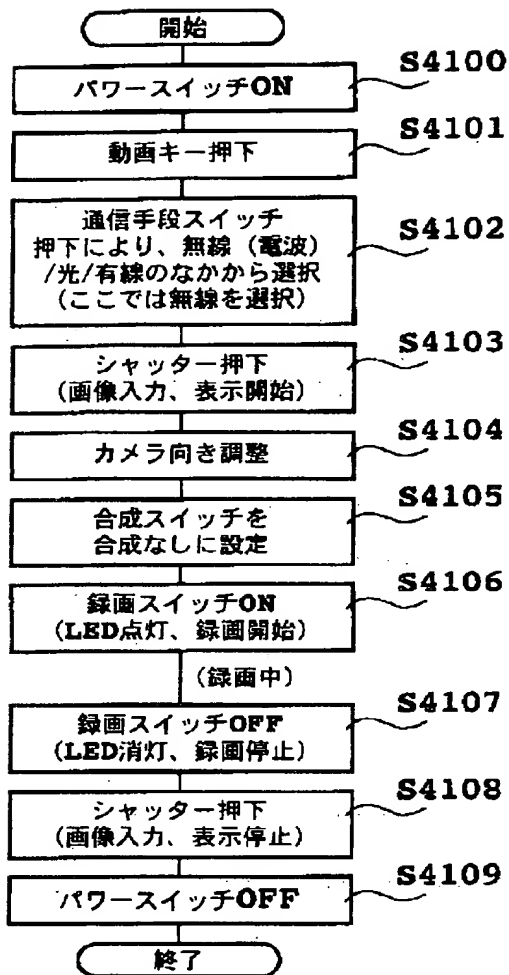 開始
パワースイッチON
S4100
動画キー押下
S4101
通信手段スイッチ
押下により、無線（電波）
/光/有線のなかから選択
(ここでは無線を選択)
S4102
シャッター押下
(画像入力、表示開始)
S4103
カメラ向き調整
S4104
合成スイッチを
合成なしに設定
S4105
録画スイッチON
(LED点灯、録画開始)
S4106
(録画中)
録画スイッチOFF
(LED消灯、録画停止)
S4107
シャッター押下
(画像入力、表示停止)
S4108
パワースイッチOFF
S4109
終了